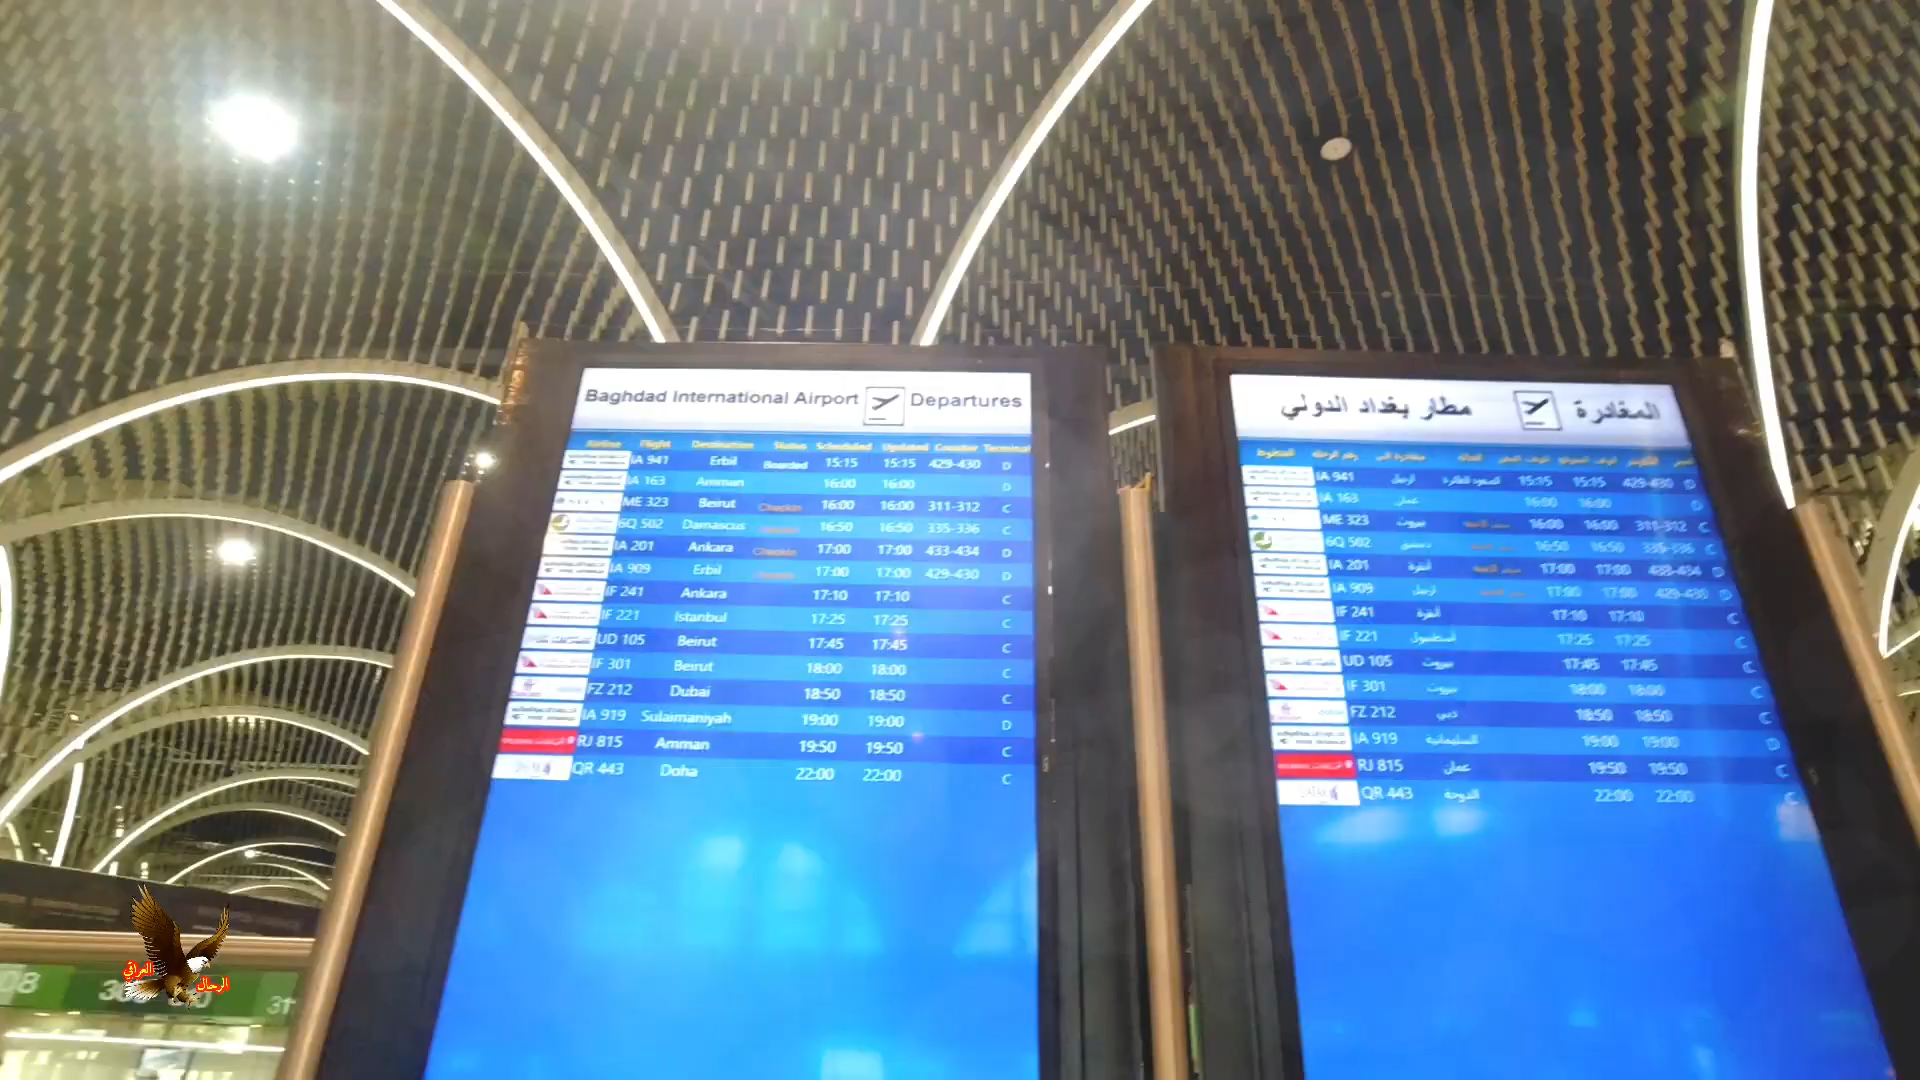 Baghdad International Airport Departures
Airline Flight Destination Status Scheduled Updated Counter Terminal
IA 941 Erbil Boarded 15:15 15:15 429-430 D
IA 163 Amman 16:00 16:00 D
ME 323 Beirut Checkin 16:00 16:00 311-312 C
6Q 502 Damascus 16:50 16:50 335-336 C
IA 201 Ankara Checkin 17:00 17:00 433-434 D
IA 909 Erbil Checkin 17:00 17:00 429-430 D
IF 241 Ankara 17:10 17:10 C
IF 221 Istanbul 17:25 17:25 C
UD 105 Beirut 17:45 17:45 C
IF 301 Beirut 18:00 18:00 C
FZ 212 Dubai 18:50 18:50 C
IA 919 Sulaimaniyah 19:00 19:00 D
RJ 815 Amman 19:50 19:50 C
QR 443 Doha 22:00 22:00 C
المغادرة مطار بغداد الدولي
IA 941 اربيل 15:15 15:15 429-430 D
IA 163 عمان 16:00 16:00 D
ME 323 بيروت 16:00 16:00 311-312 C
6Q 502 دمشق 16:50 16:50 335-336 C
IA 201 أنقرة 17:00 17:00 433-434 D
IA 909 اربيل 17:00 17:00 429-430 D
IF 241 أنقرة 17:10 17:10 C
IF 221 اسطنبول 17:25 17:25 C
UD 105 بيروت 17:45 17:45 C
IF 301 بيروت 18:00 18:00 C
FZ 212 دبي 18:50 18:50 C
IA 919 السليمانية 19:00 19:00 D
RJ 815 عمان 19:50 19:50 C
QR 443 الدوحة 22:00 22:00 C
الرحال العراقي